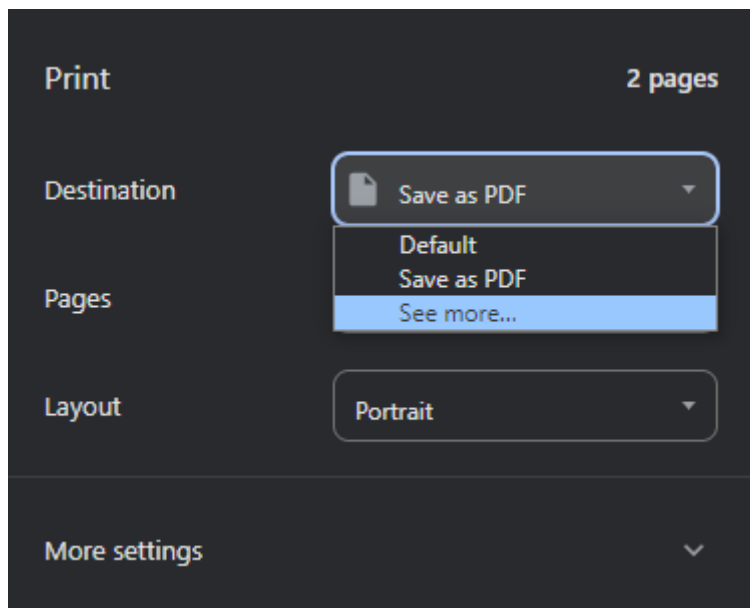 Print
2 pages
Destination
Save as PDF
Default
Save as PDF
See more...
Pages
Layout
Portrait
More settings